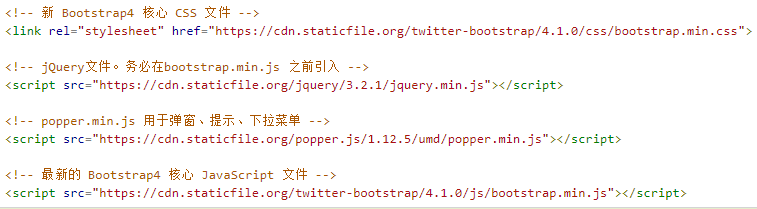 <!-- 新 Bootstrap4 核心 CSS 文件 -->
<link rel="stylesheet" href="https://cdn.staticfile.org/twitter-bootstrap/4.1.0/css/bootstrap.min.css">
<!-- jQuery文件。务必在bootstrap.min.js 之前引入 -->
<script src="https://cdn.staticfile.org/jquery/3.2.1/jquery.min.js"></script>
<!-- popper.min.js 用于弹窗、提示、下拉菜单 -->
<script src="https://cdn.staticfile.org/popper.js/1.12.5/umd/popper.min.js"></script>
<!-- 最新的 Bootstrap4 核心 JavaScript 文件 -->
<script src="https://cdn.staticfile.org/twitter-bootstrap/4.1.0/js/bootstrap.min.js"></script>